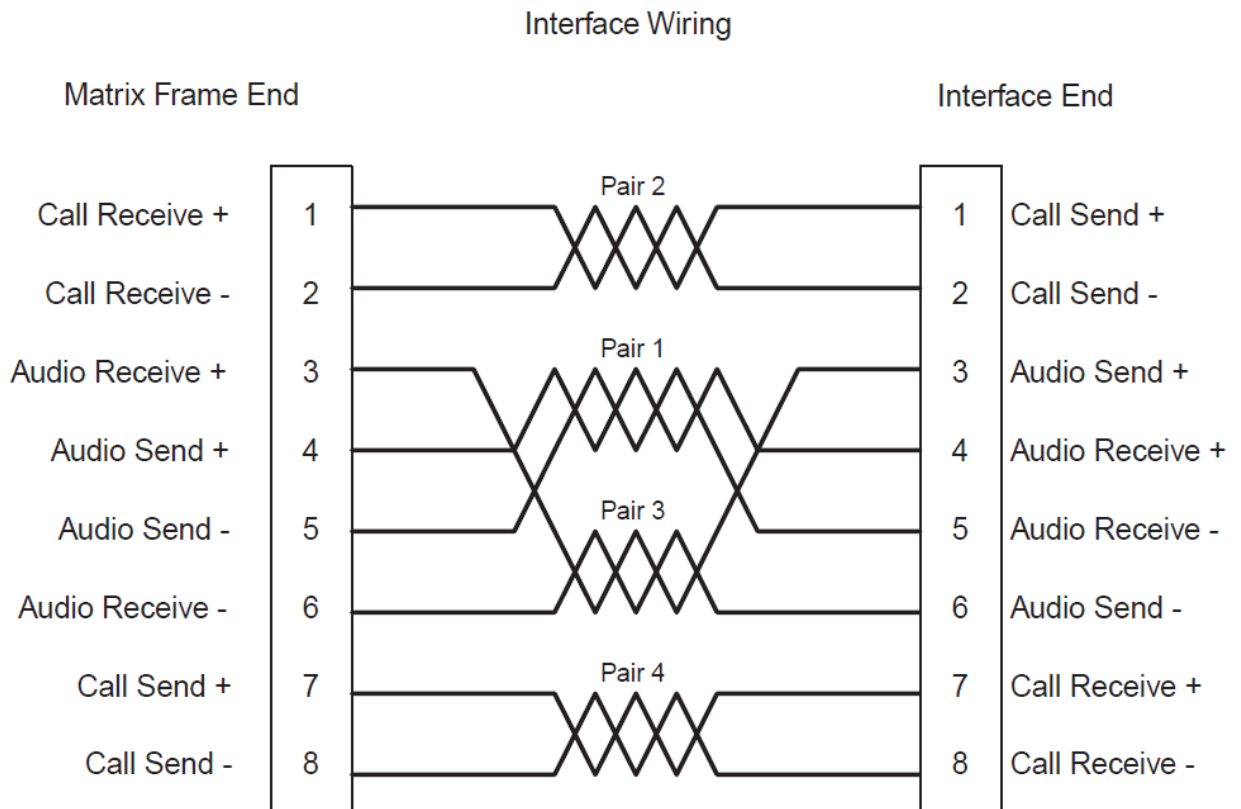 Interface Wiring
Matrix Frame End
Interface End
Pair 2
Call Receive + 1 1 Call Send +
Call Receive - 2 2 Call Send -
Pair 1
Audio Receive + 3 3 Audio Send +
Audio Send + 4 4 Audio Receive +
Pair 3
Audio Send - 5 5 Audio Receive -
Audio Receive - 6 6 Audio Send -
Pair 4
Call Send + 7 7 Call Receive +
Call Send - 8 8 Call Receive -